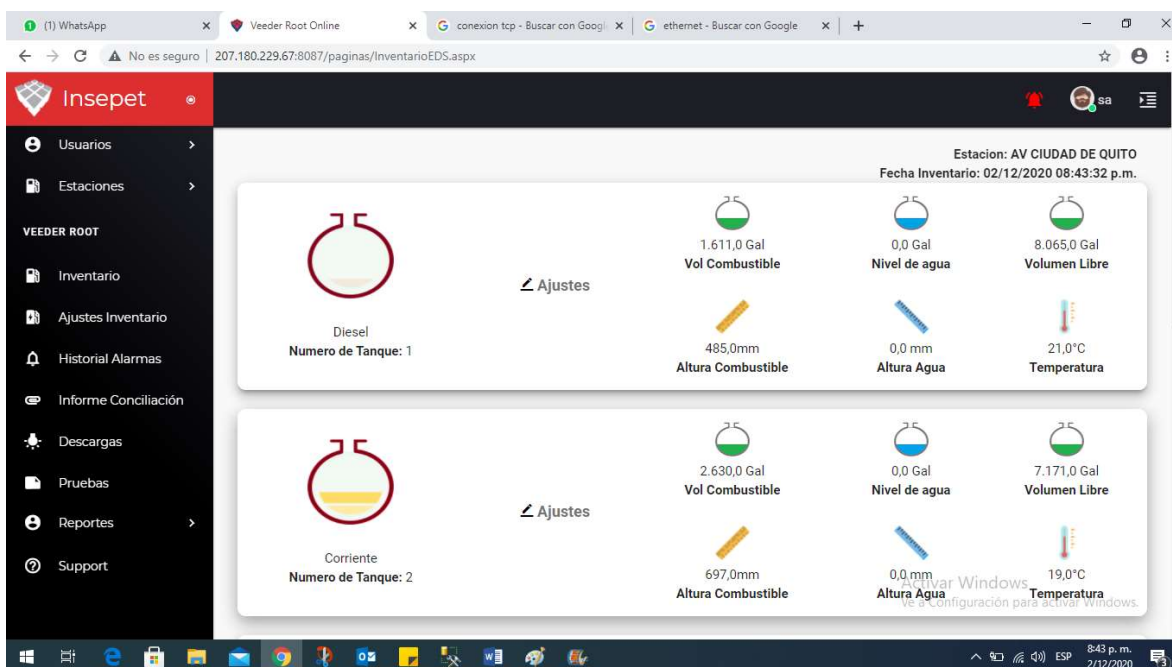 (1) WhatsApp
Veeder Root Online
conexion tcp - Buscar con Googl
ethernet - Buscar con Google
No es seguro | 207.180.229.67:8087/paginas/InventarioEDS.aspx
Insepet
sa
Usuarios
Estaciones
VEEDER ROOT
Inventario
Ajustes Inventario
Historial Alarmas
Informe Conciliación
Descargas
Pruebas
Reportes
Support
Estacion: AV CIUDAD DE QUITO
Fecha Inventario: 02/12/2020 08:43:32 p.m.
Diesel
Numero de Tanque: 1
Ajustes
1.611,0 Gal
Vol Combustible
0,0 Gal
Nivel de agua
8.065,0 Gal
Volumen Libre
485,0mm
Altura Combustible
0,0 mm
Altura Agua
21,0°C
Temperatura
Corriente
Numero de Tanque: 2
Ajustes
2.630,0 Gal
Vol Combustible
0,0 Gal
Nivel de agua
7.171,0 Gal
Volumen Libre
697,0mm
Altura Combustible
0,0 mm
Altura Agua
19,0°C
Temperatura
Activar Windows
Ve a Configuración para activar Windows.
ESP
8:43 p. m.
2/12/2020